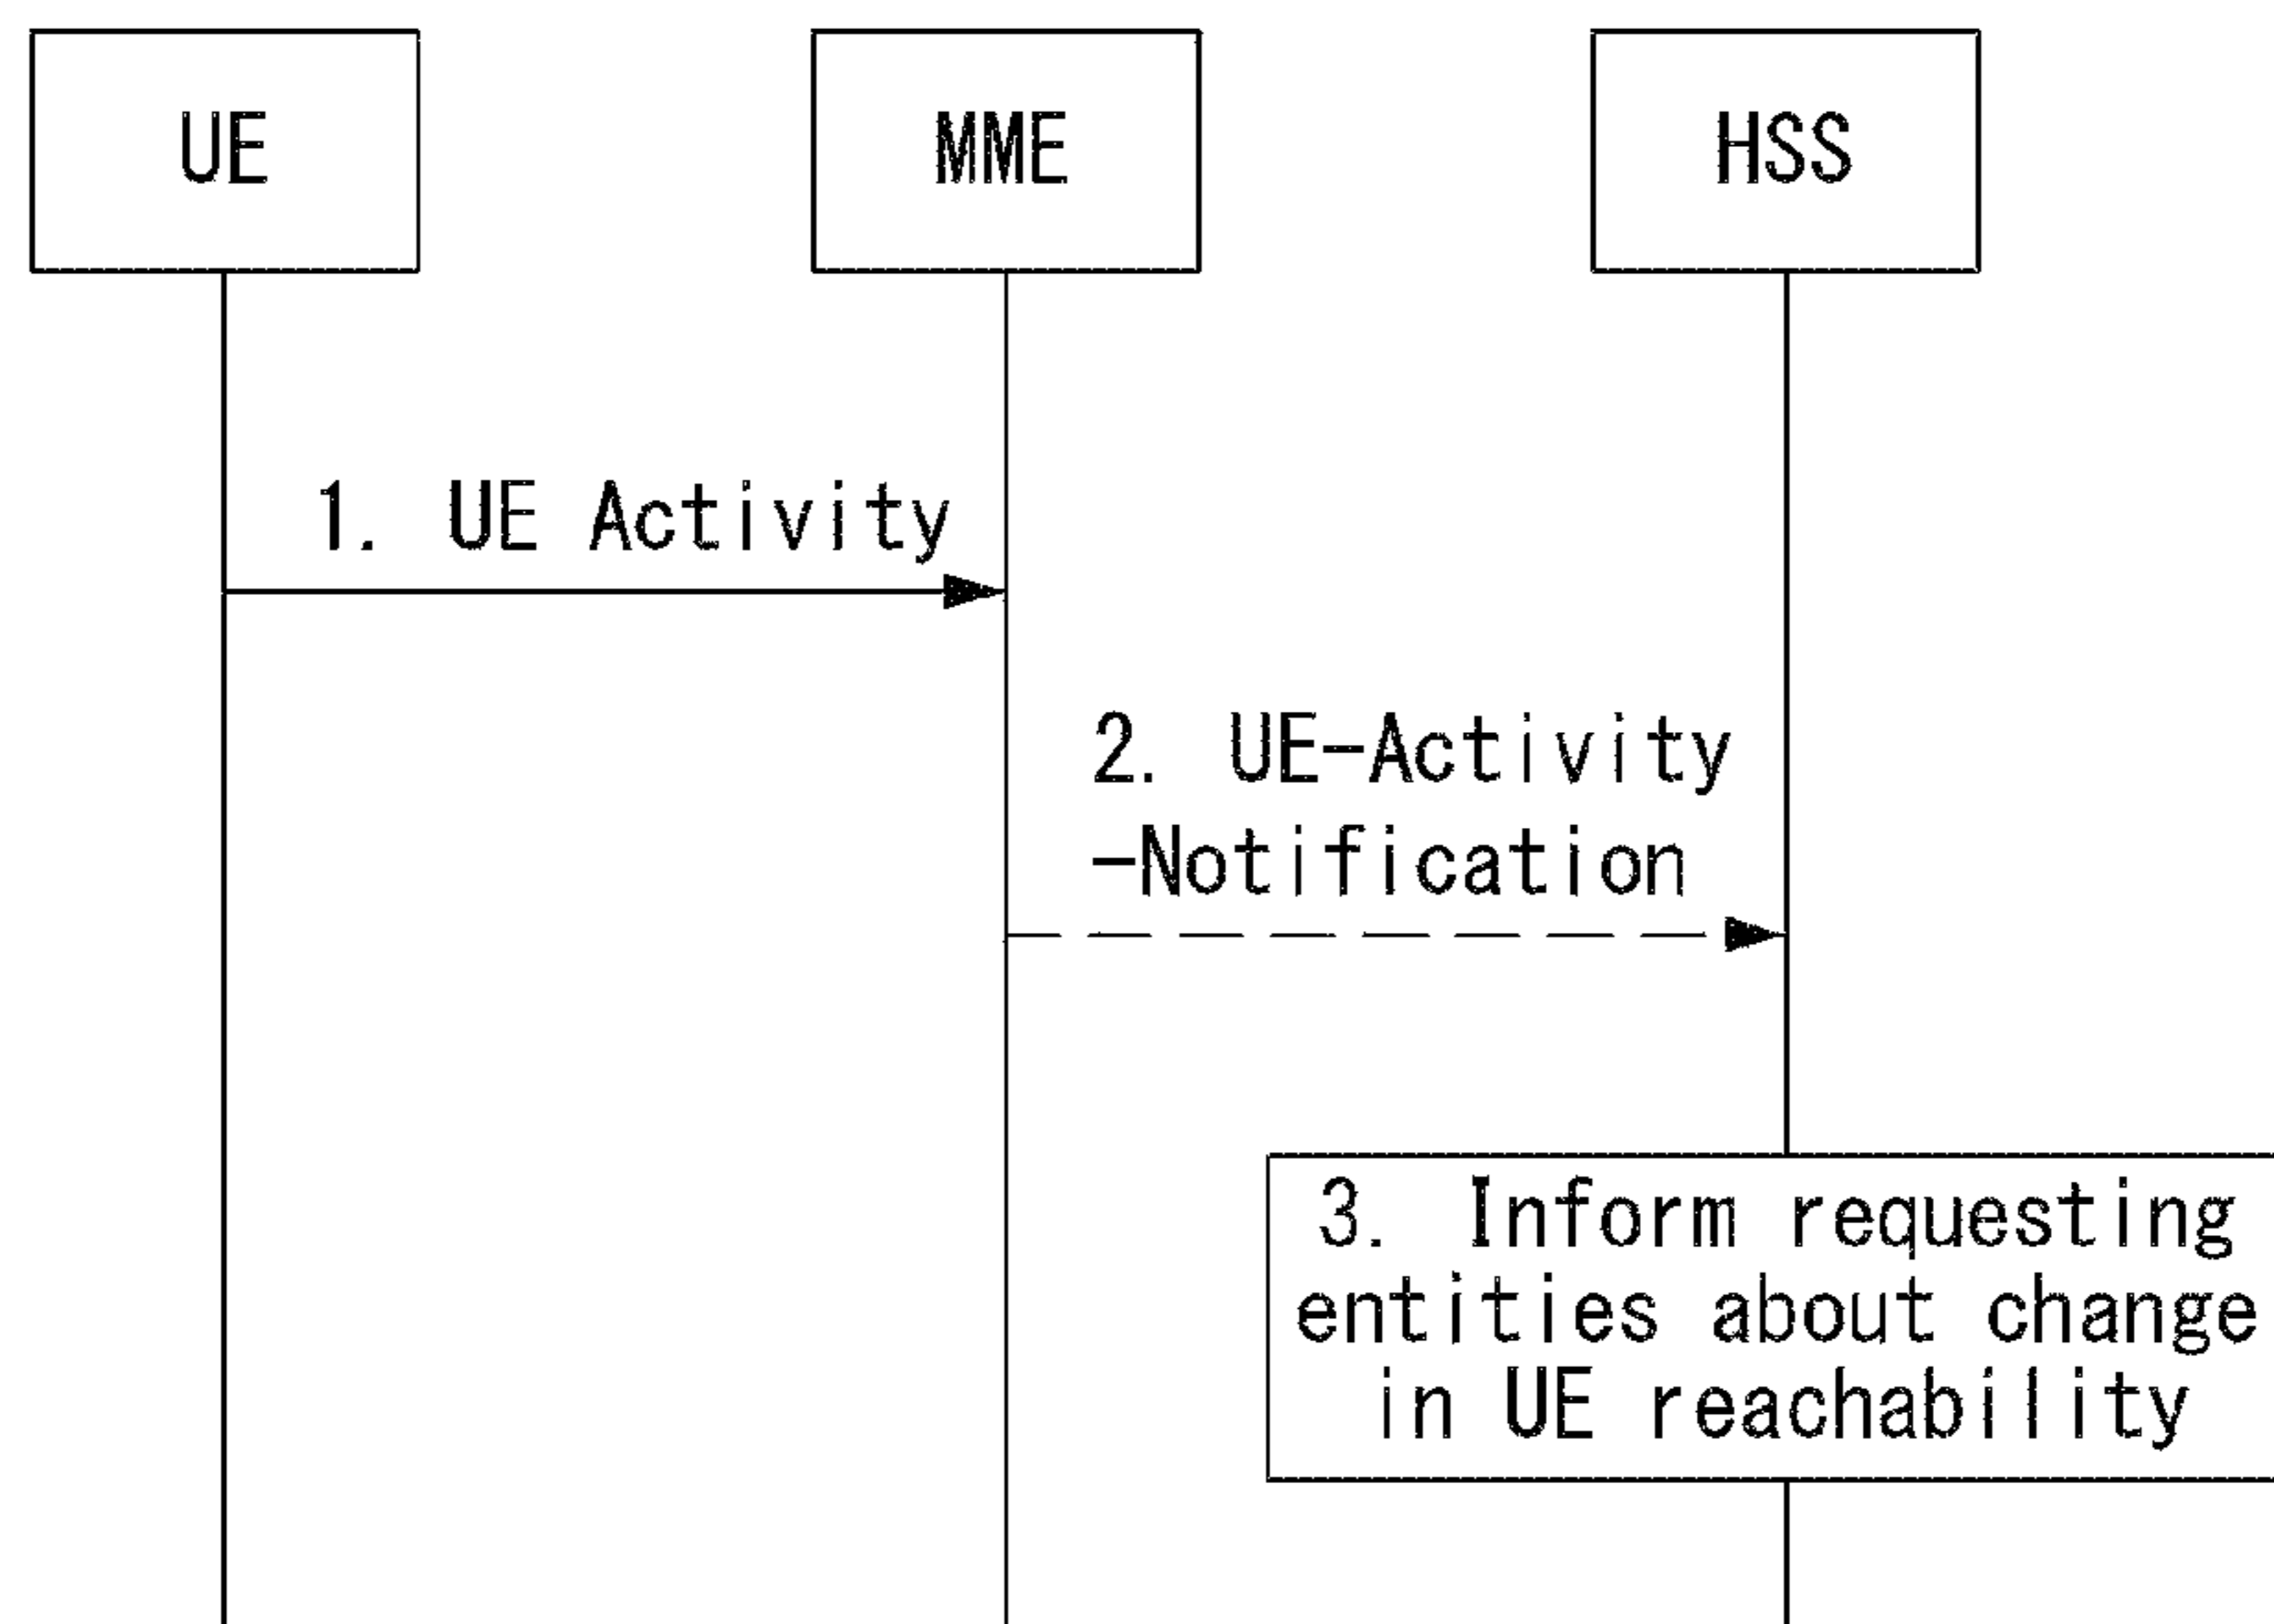 UE
MME
HSS
1. UE Activity
2. UE-Activity
-Notification
3. Inform requesting
entities about change
in UE reachability